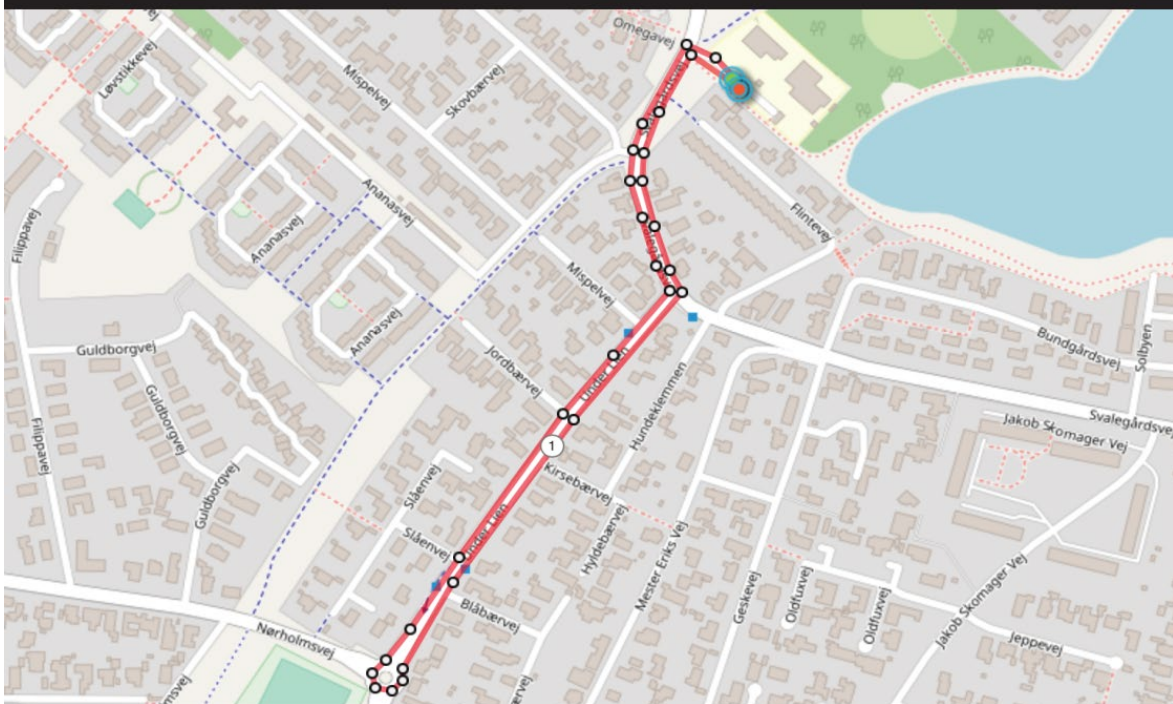 Omegavej
Løvstikkevej
Mispelvej
Skovbærvej
Filippavej
Ananasvej
Ananasvej
Flintevej
Mispelvej
Ananasvej
Guldborgvej
Jordbærvej
Under Lien
Bundgårdsvej
Solbyen
Guldborgvej
Hundeklemmen
Svalegårdsvej
Jakob Skomager Vej
Filippavej
1
Guldborgvej
Slåenvej
Kirsebærvej
Under Lien
Slåenvej
Hyldebærvej
Mester Eriks Vej
Geskevej
Oldfuxvej
Oldfuxvej
Jakob Skomager Vej
Blåbærvej
Nørholmsvej
Jeppevej